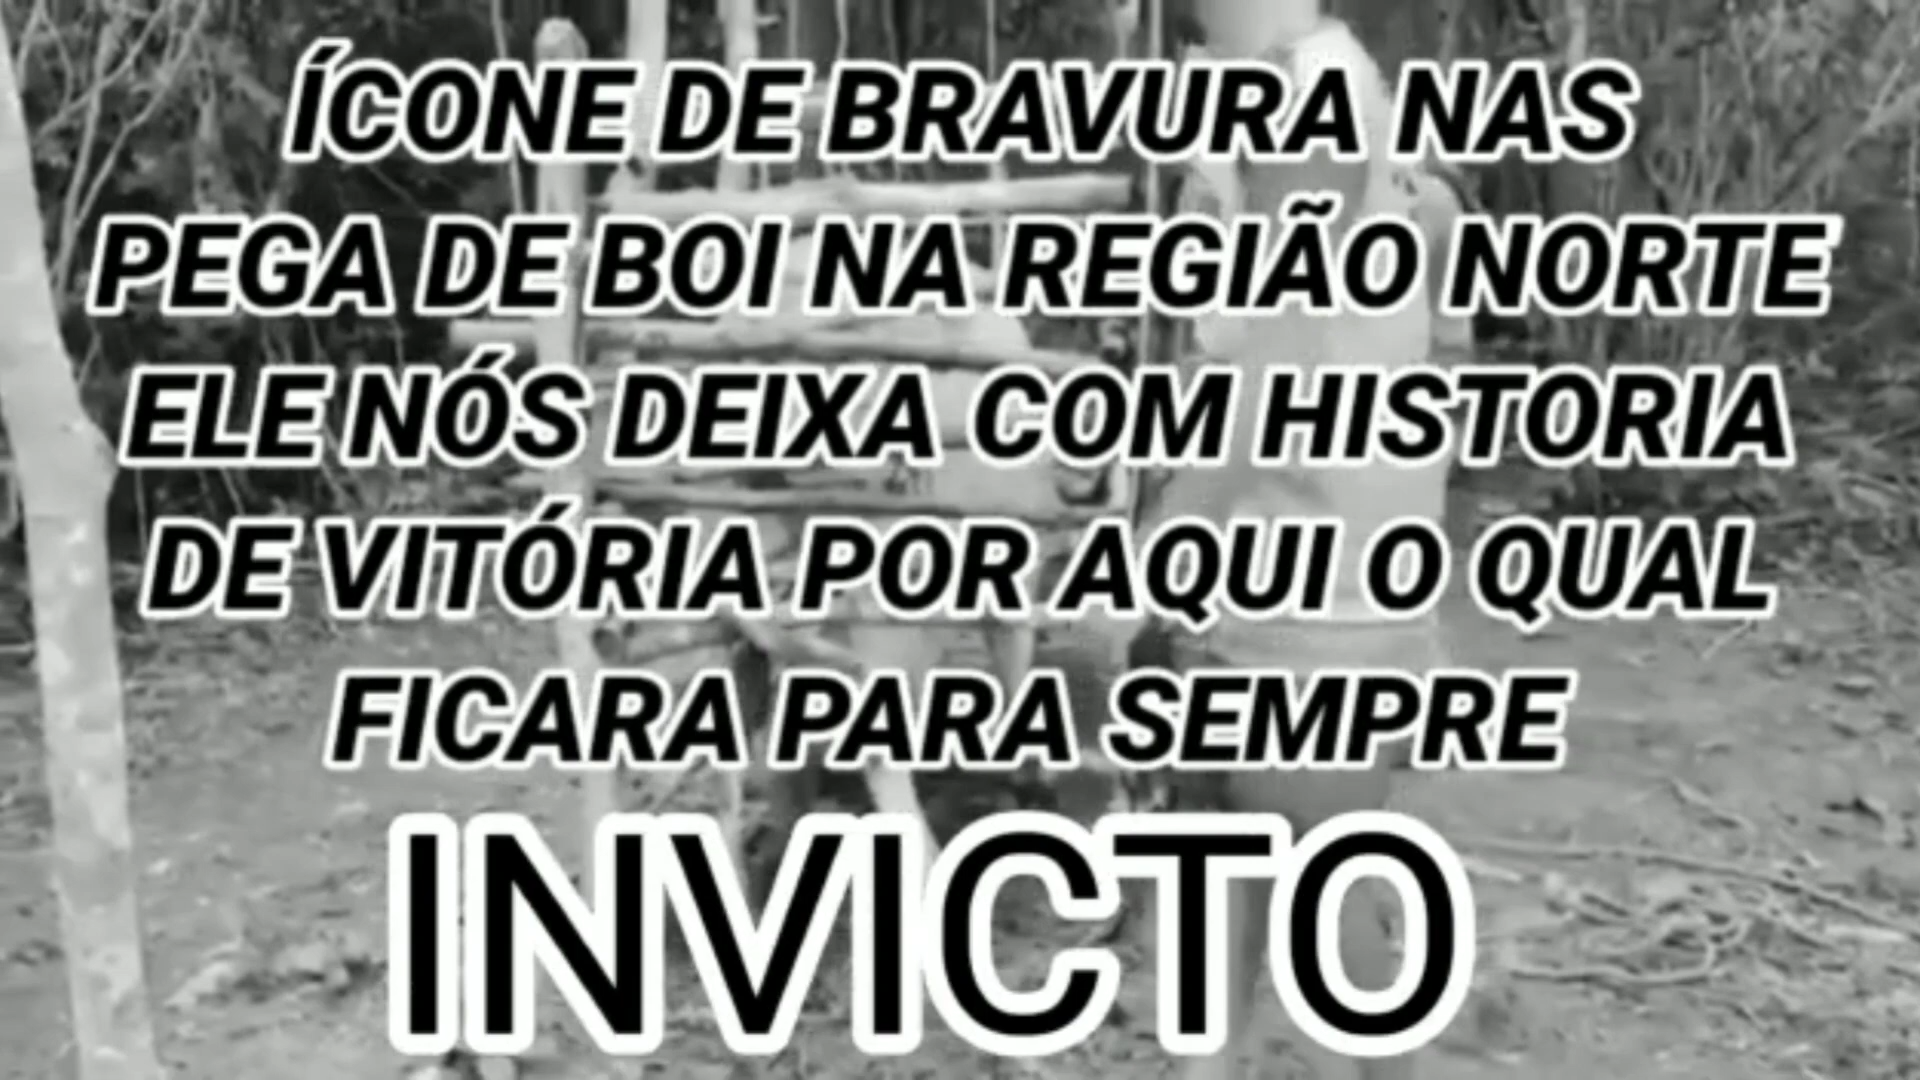 ÍCONE DE BRAVURA NAS
PEGA DE BOI NA REGIÃO NORTE
ELE NÓS DEIXA COM HISTORIA
DE VITÓRIA POR AQUI O QUAL
FICARA PARA SEMPRE
INVICTO